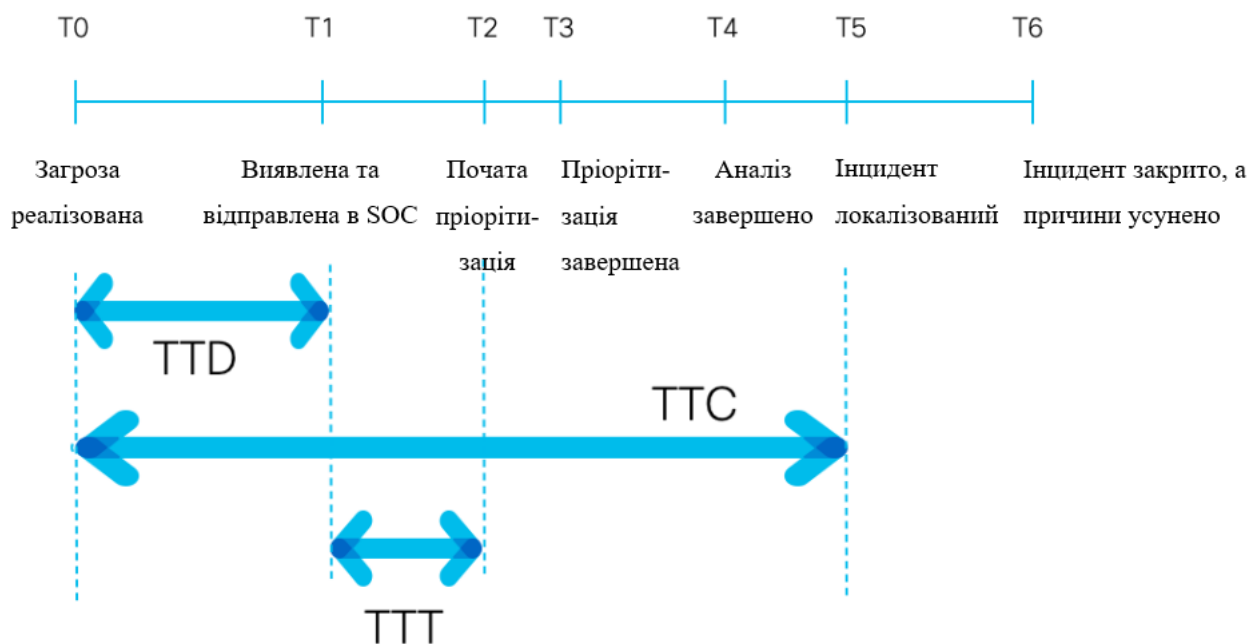 T0 T1 T2 T3 T4 T5 T6
Загроза
реалізована
Виявлена та
відправлена в SOC
Почата
пріорити-
зація
Пріоріти-
зація
завершена
Аналіз
завершено
Інцидент
локалізований
Інцидент закрито, а
причини усунено
TTD
TTC
TTT